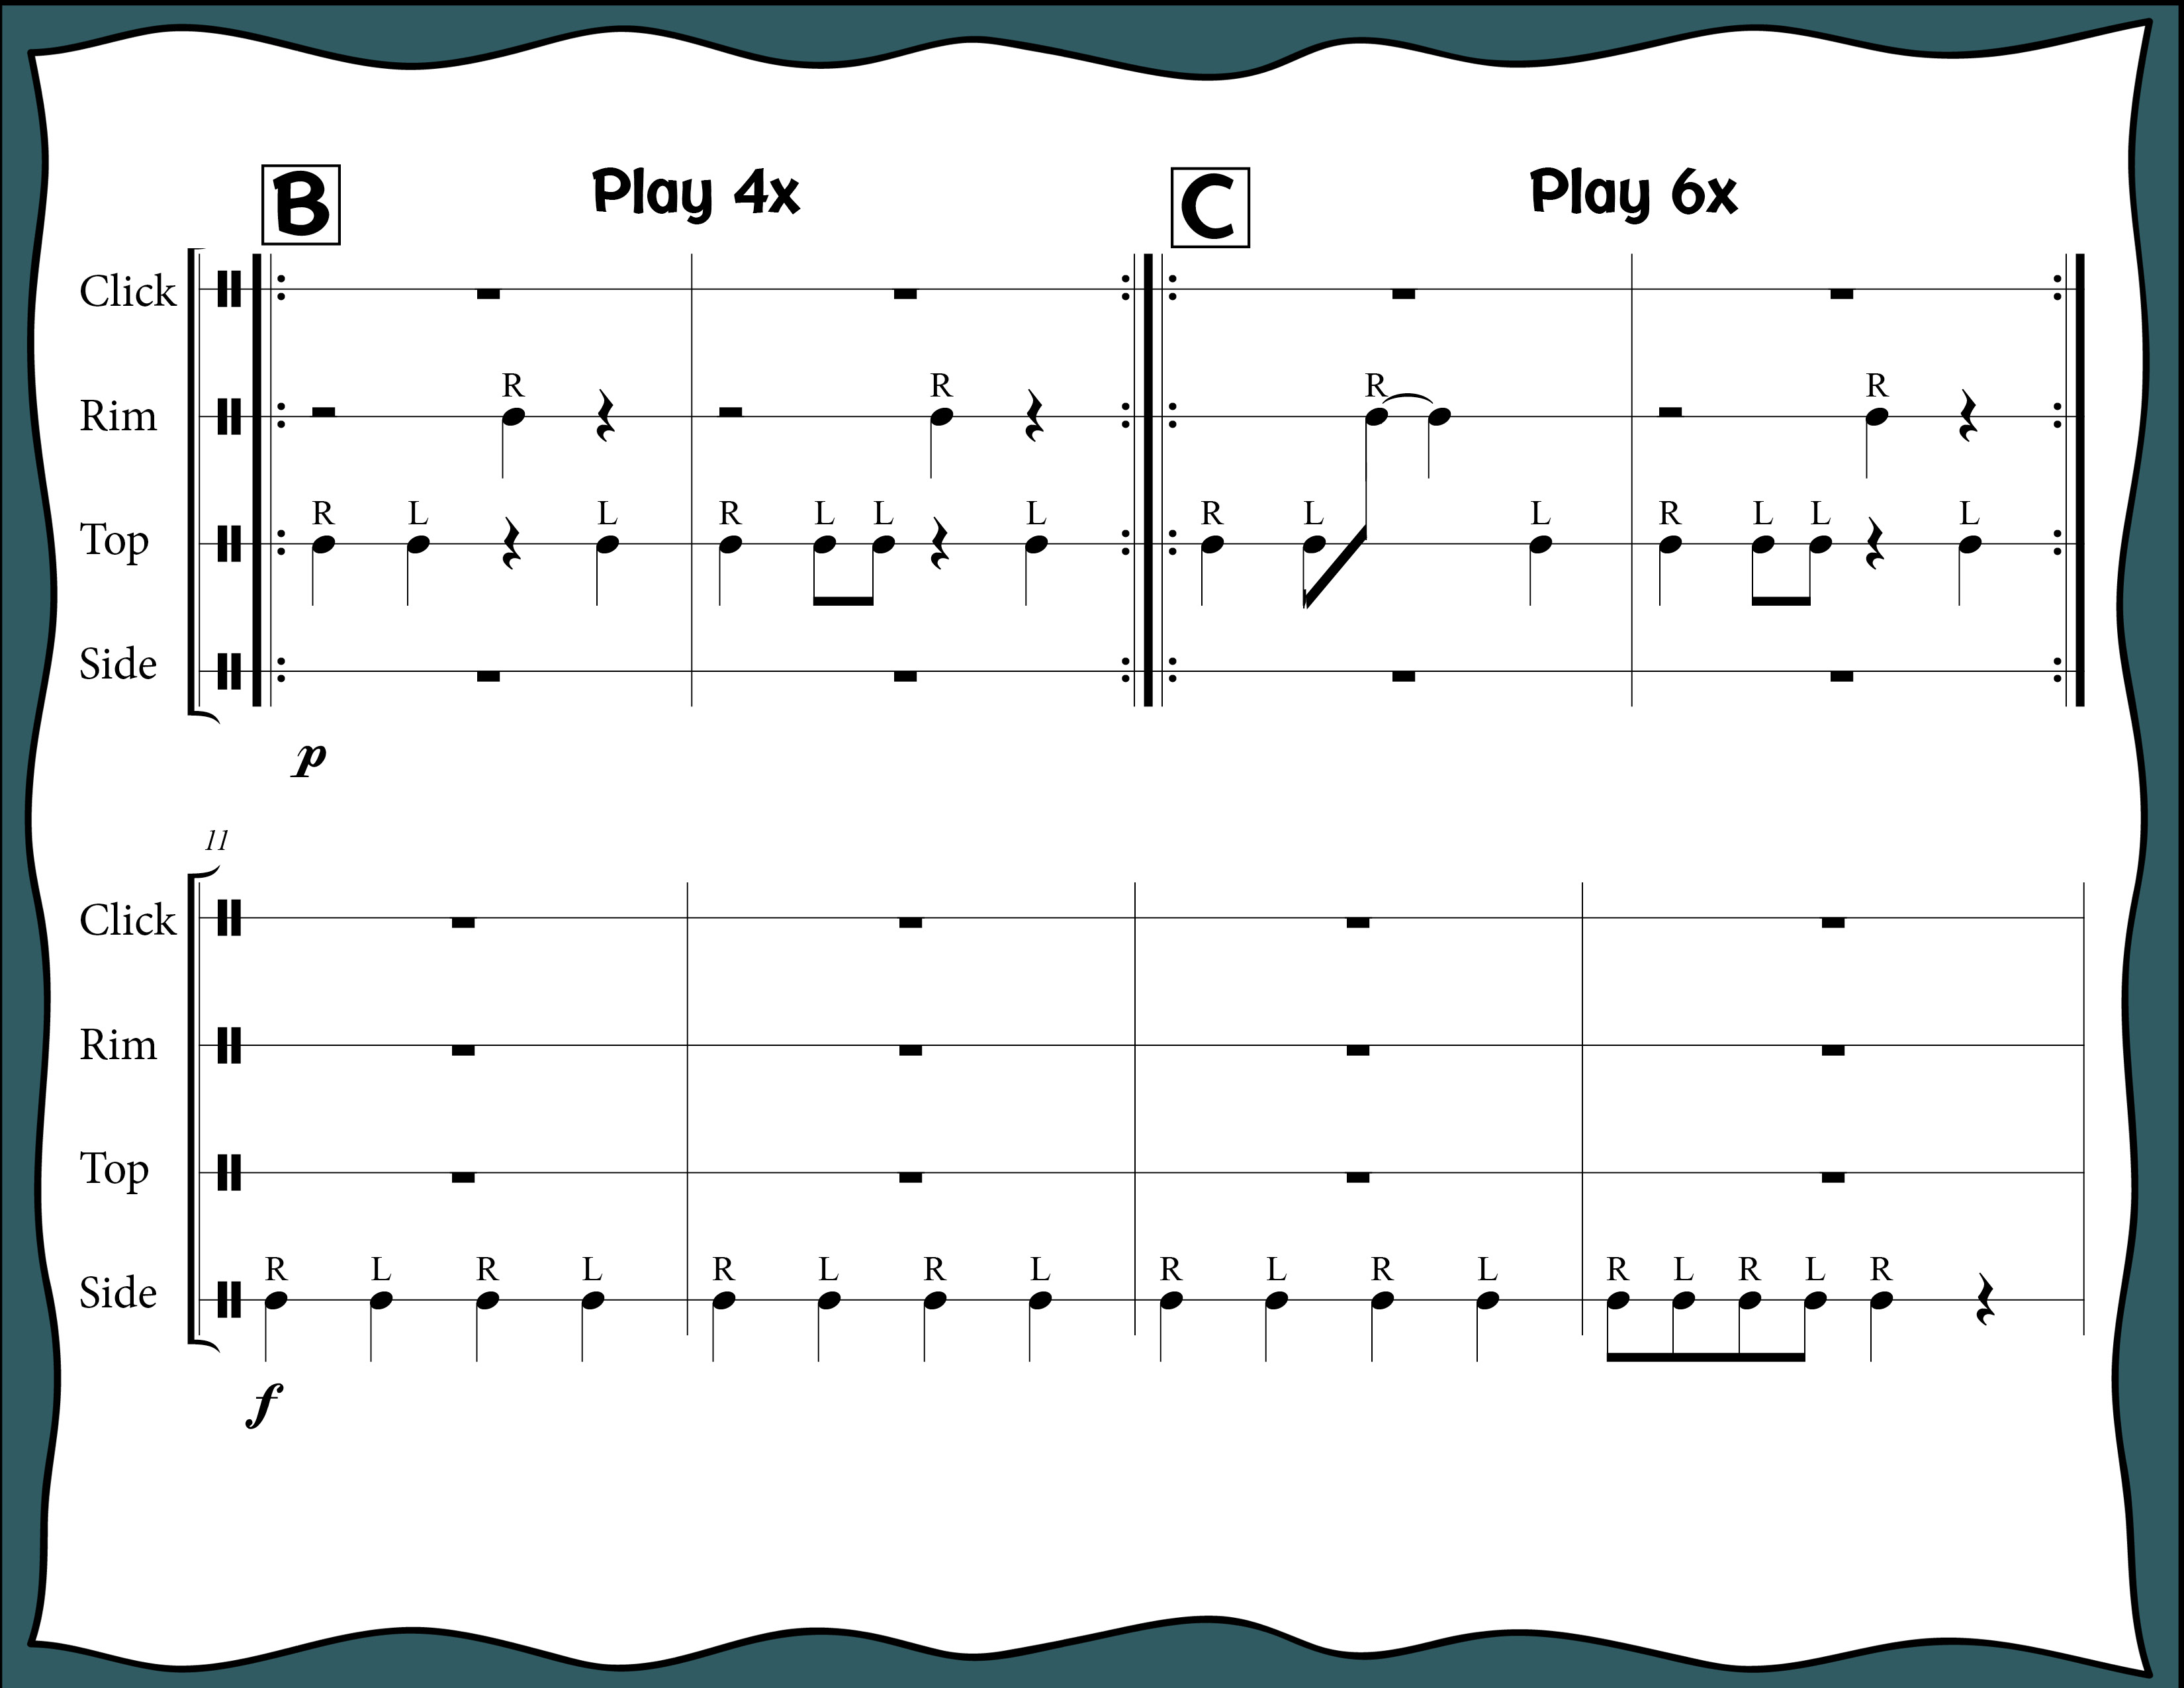 B Play 4x C Play 6x
Click
R R R R
Rim
R L L R L L L R L L R L L L
Top
Side
p
11
Click
Rim
Top
R L R L R L R L R L R L R L R L R
Side
f